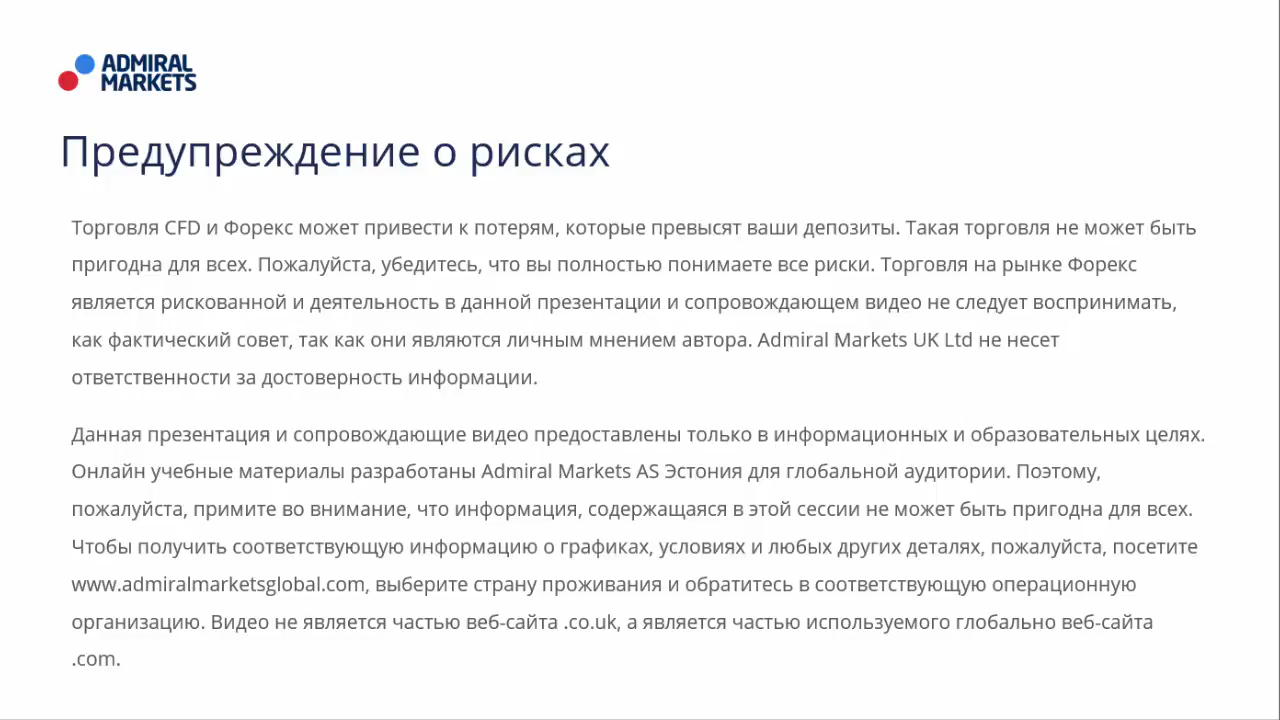 ADMIRAL
MARKETS
Предупреждение о рисках
Торговля CFD и Форекс может привести к потерям, которые превысят ваши депозиты. Такая торговля не может быть
пригодна для всех. Пожалуйста, убедитесь, что вы полностью понимаете все риски. Торговля на рынке Форекс
является рискованной и деятельность в данной презентации и сопровождающем видео не следует воспринимать,
как фактический совет, так как они являются личным мнением автора. Admiral Markets UK Ltd не несет
ответственности за достоверность информации.
Данная презентация и сопровождающие видео предоставлены только в информационных и образовательных целях.
Онлайн учебные материалы разработаны Admiral Markets AS Эстония для глобальной аудитории. Поэтому,
пожалуйста, примите во внимание, что информация, содержащаяся в этой сессии не может быть пригодна для всех.
Чтобы получить соответствующую информацию о графиках, условиях и любых других деталях, пожалуйста, посетите
www.admiralmarketsglobal.com, выберите страну проживания и обратитесь в соответствующую операционную
организацию. Видео не является частью веб-сайта .co.uk, а является частью используемого глобально веб-сайта
.com.